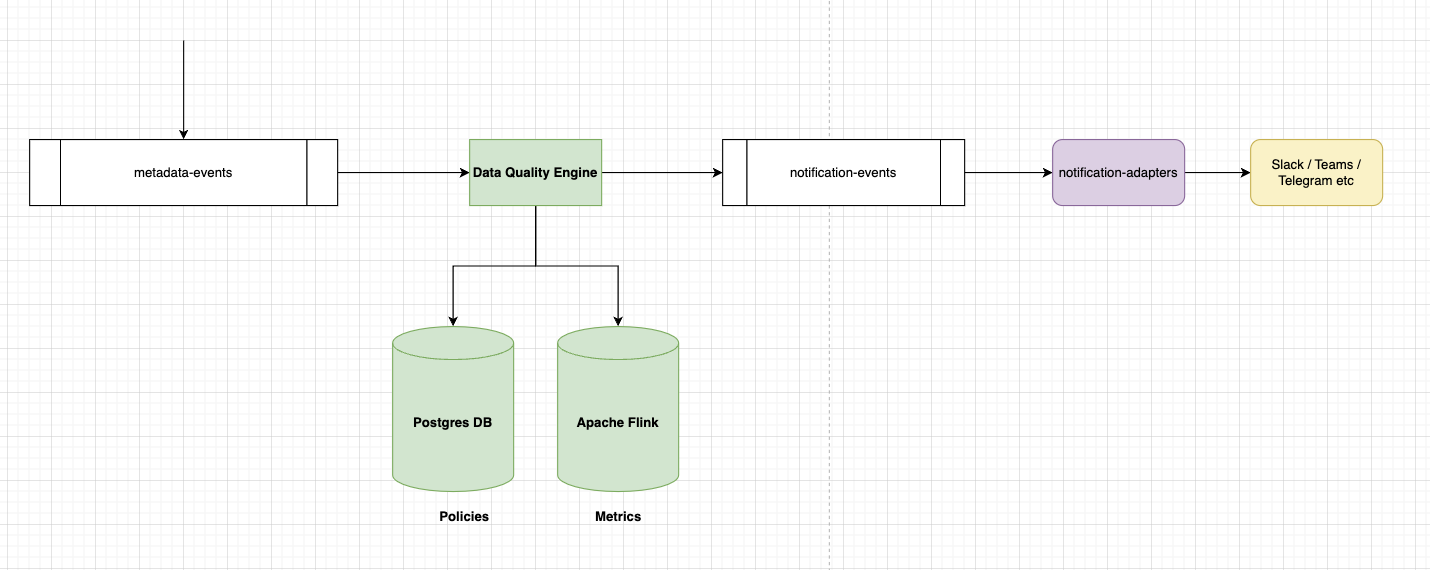 metadata-events
Data Quality Engine
notification-events
notification-adapters
Slack / Teams /
Telegram etc
Postgres DB
Apache Flink
Policies
Metrics